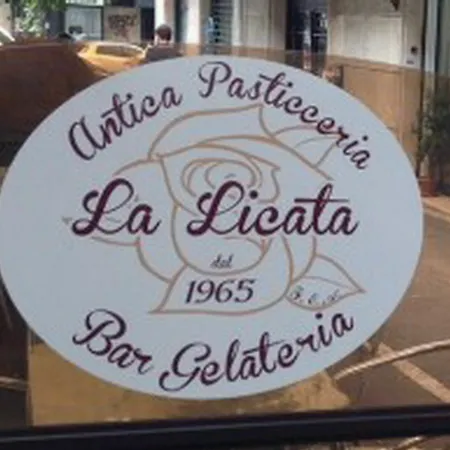 Antica Pasticceria
La Licata
dal
1965
Bar Gelateria